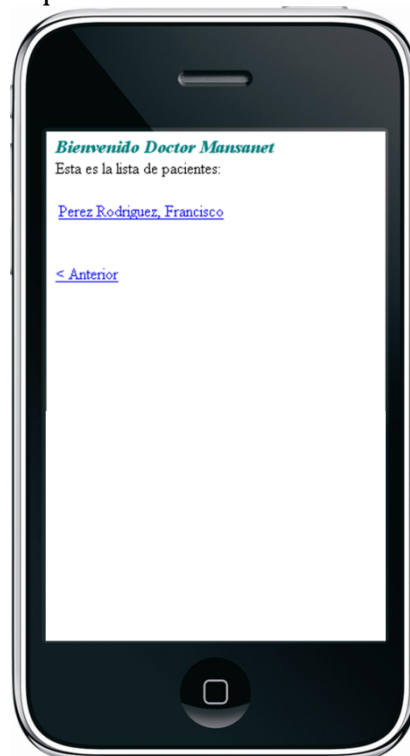 Bienvenido Doctor Mansanet
Esta es la lista de pacientes:
Perez Rodriguez, Francisco
< Anterior